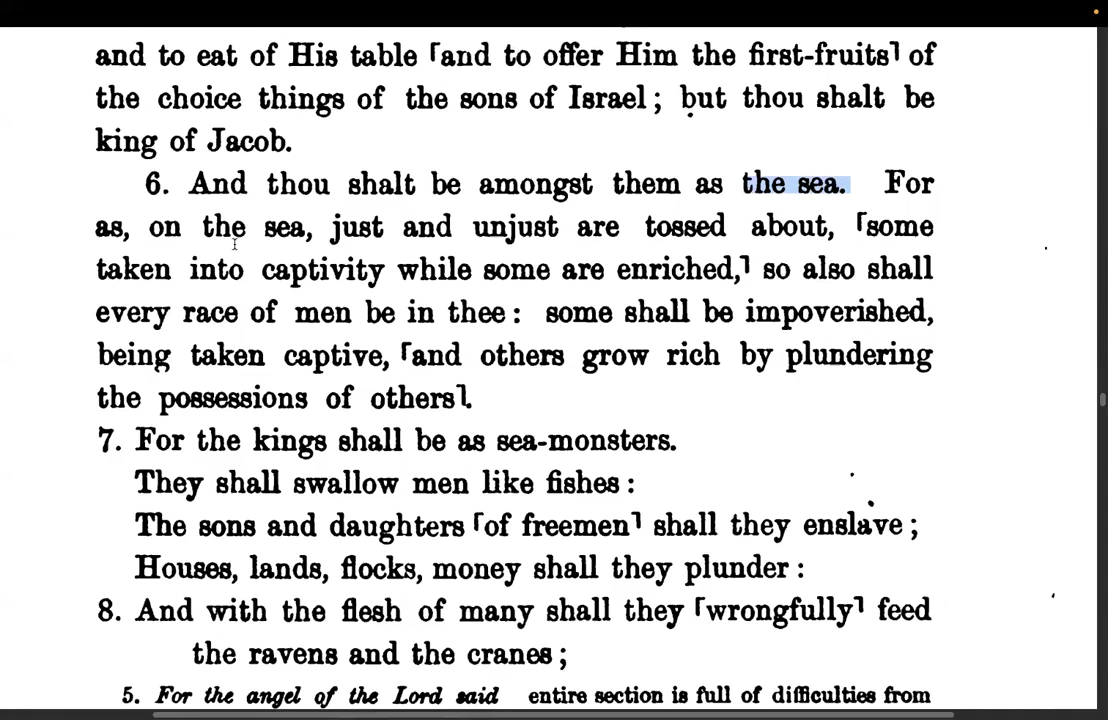 and to eat of His table ⌜and to offer Him the first-fruits⌝ of
the choice things of the sons of Israel; but thou shalt be
king of Jacob.
6. And thou shalt be amongst them as the sea. For
as, on the sea, just and unjust are tossed about, ⌜some
taken into captivity while some are enriched,⌝ so also shall
every race of men be in thee: some shall be impoverished,
being taken captive, ⌜and others grow rich by plundering
the possessions of others⌝.
7. For the kings shall be as sea-monsters.
They shall swallow men like fishes:
The sons and daughters ⌜of freemen⌝ shall they enslave;
Houses, lands, flocks, money shall they plunder:
8. And with the flesh of many shall they ⌜wrongfully⌝ feed
the ravens and the cranes;
5. For the angel of the Lord said entire section is full of difficulties from